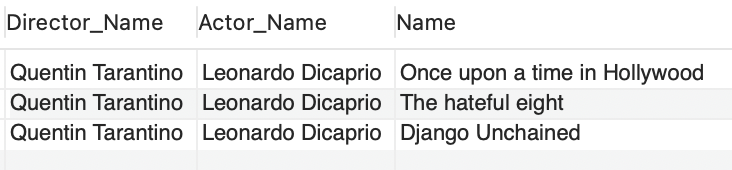 Director_Name Actor_Name Name
Quentin Tarantino Leonardo Dicaprio Once upon a time in Hollywood
Quentin Tarantino Leonardo Dicaprio The hateful eight
Quentin Tarantino Leonardo Dicaprio Django Unchained